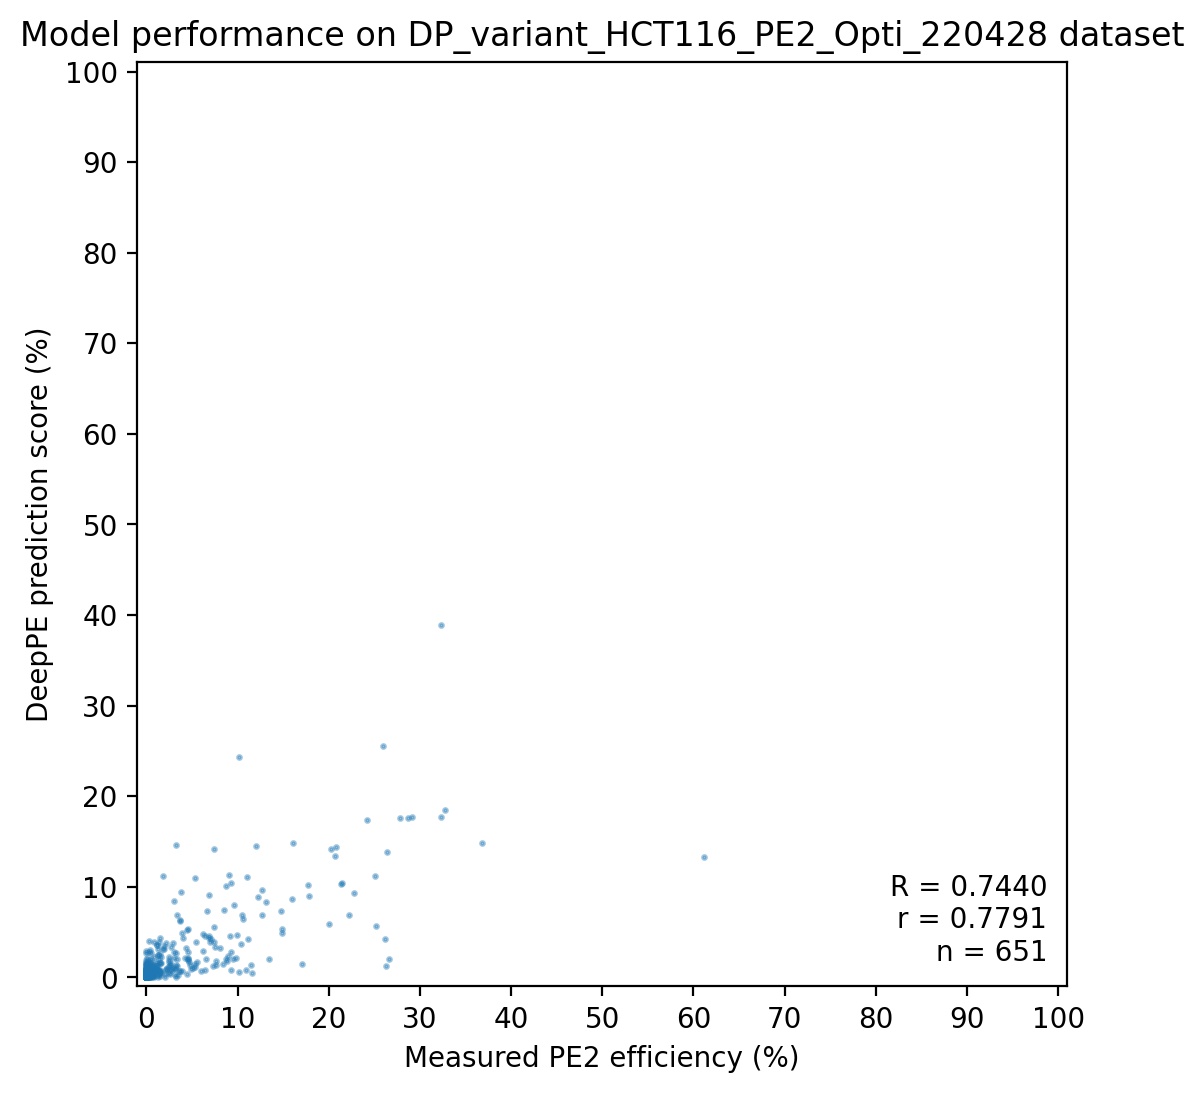 Model performance on DP_variant_HCT116_PE2_Opti_220428 dataset
100
90
80
70
60
50
40
30
20
10
0
DeepPE prediction score (%)
R = 0.7440
r = 0.7791
n = 651
0 10 20 30 40 50 60 70 80 90 100
Measured PE2 efficiency (%)